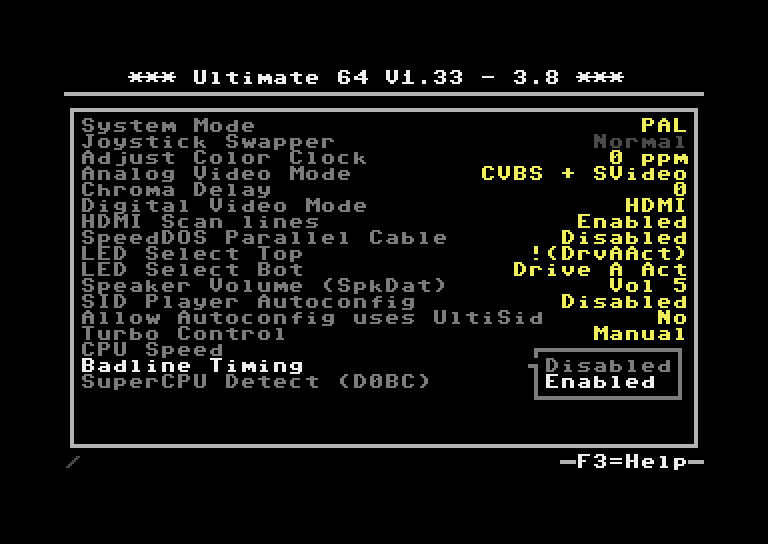 *** Ultimate 64 V1.33 - 3.8 ***
System Mode PAL
Joystick Swapper Normal
Adjust Color Clock 0 ppm
Analog Video Mode CVBS + SVideo
Chroma Delay 0
Digital Video Mode HDMI
HDMI Scan lines Enabled
SpeedDOS Parallel Cable Disabled
LED Select Top !(DrvAAct)
LED Select Bot Drive A Act
Speaker Volume (SpkDat) Vol 5
SID Player Autoconfig Disabled
Allow Autoconfig uses UltiSid No
Turbo Control Manual
CPU Speed
Badline Timing Disabled
SuperCPU Detect (D0BC) Enabled
F3=Help